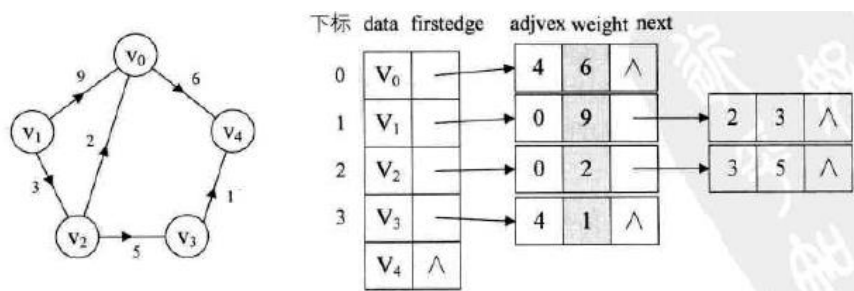 V₀
9
6
V₁
2
V₄
3
1
V₂
5
V₃
下标 data firstedge adjvex weight next
0 V₀ 4 6 ∧
1 V₁ 0 9 2 3 ∧
2 V₂ 0 2 3 5 ∧
3 V₃ 4 1 ∧
V₄ ∧